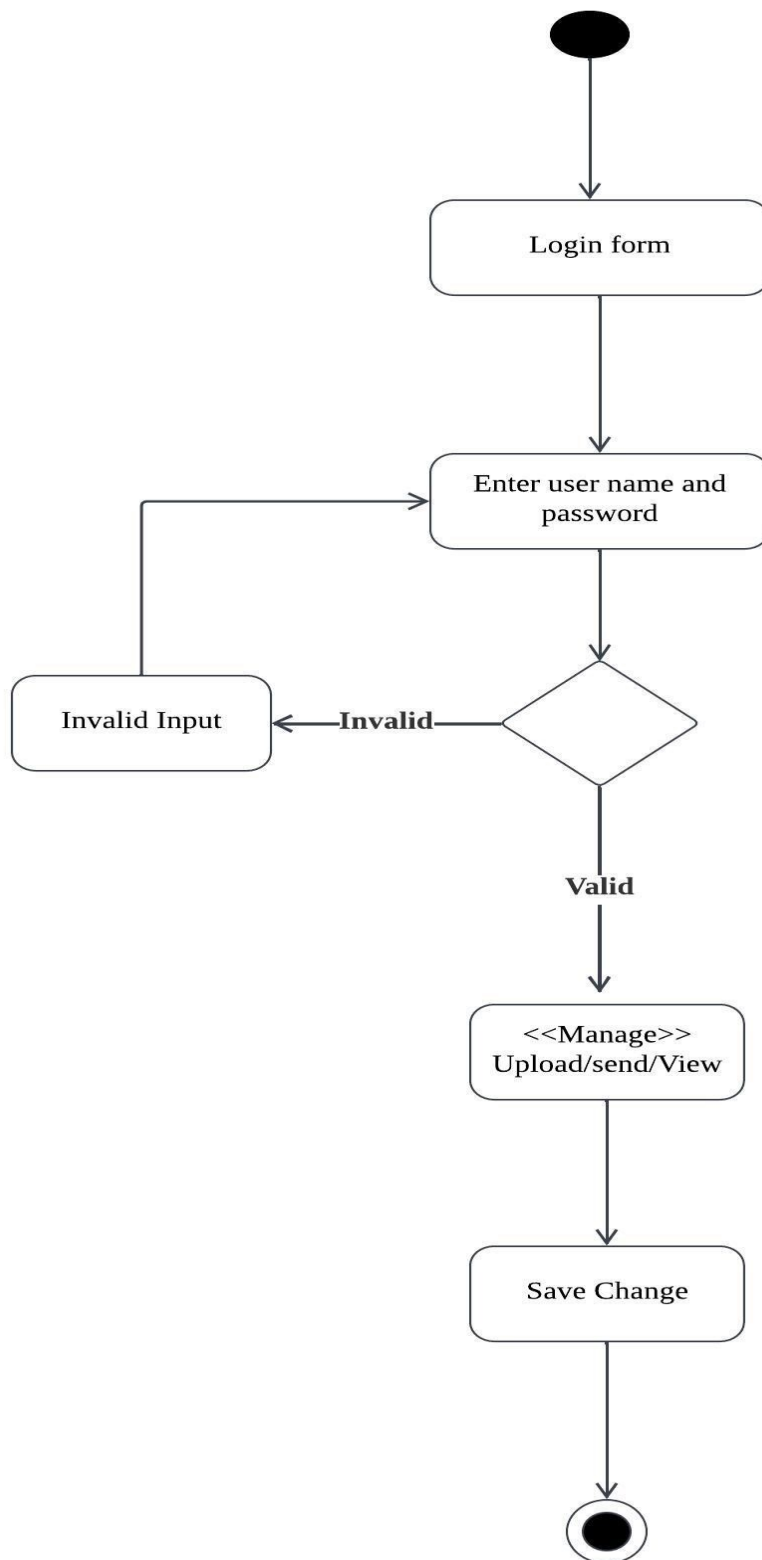 Login form
Enter user name and
password
Invalid Input
Invalid
Valid
<<Manage>>
Upload/send/View
Save Change